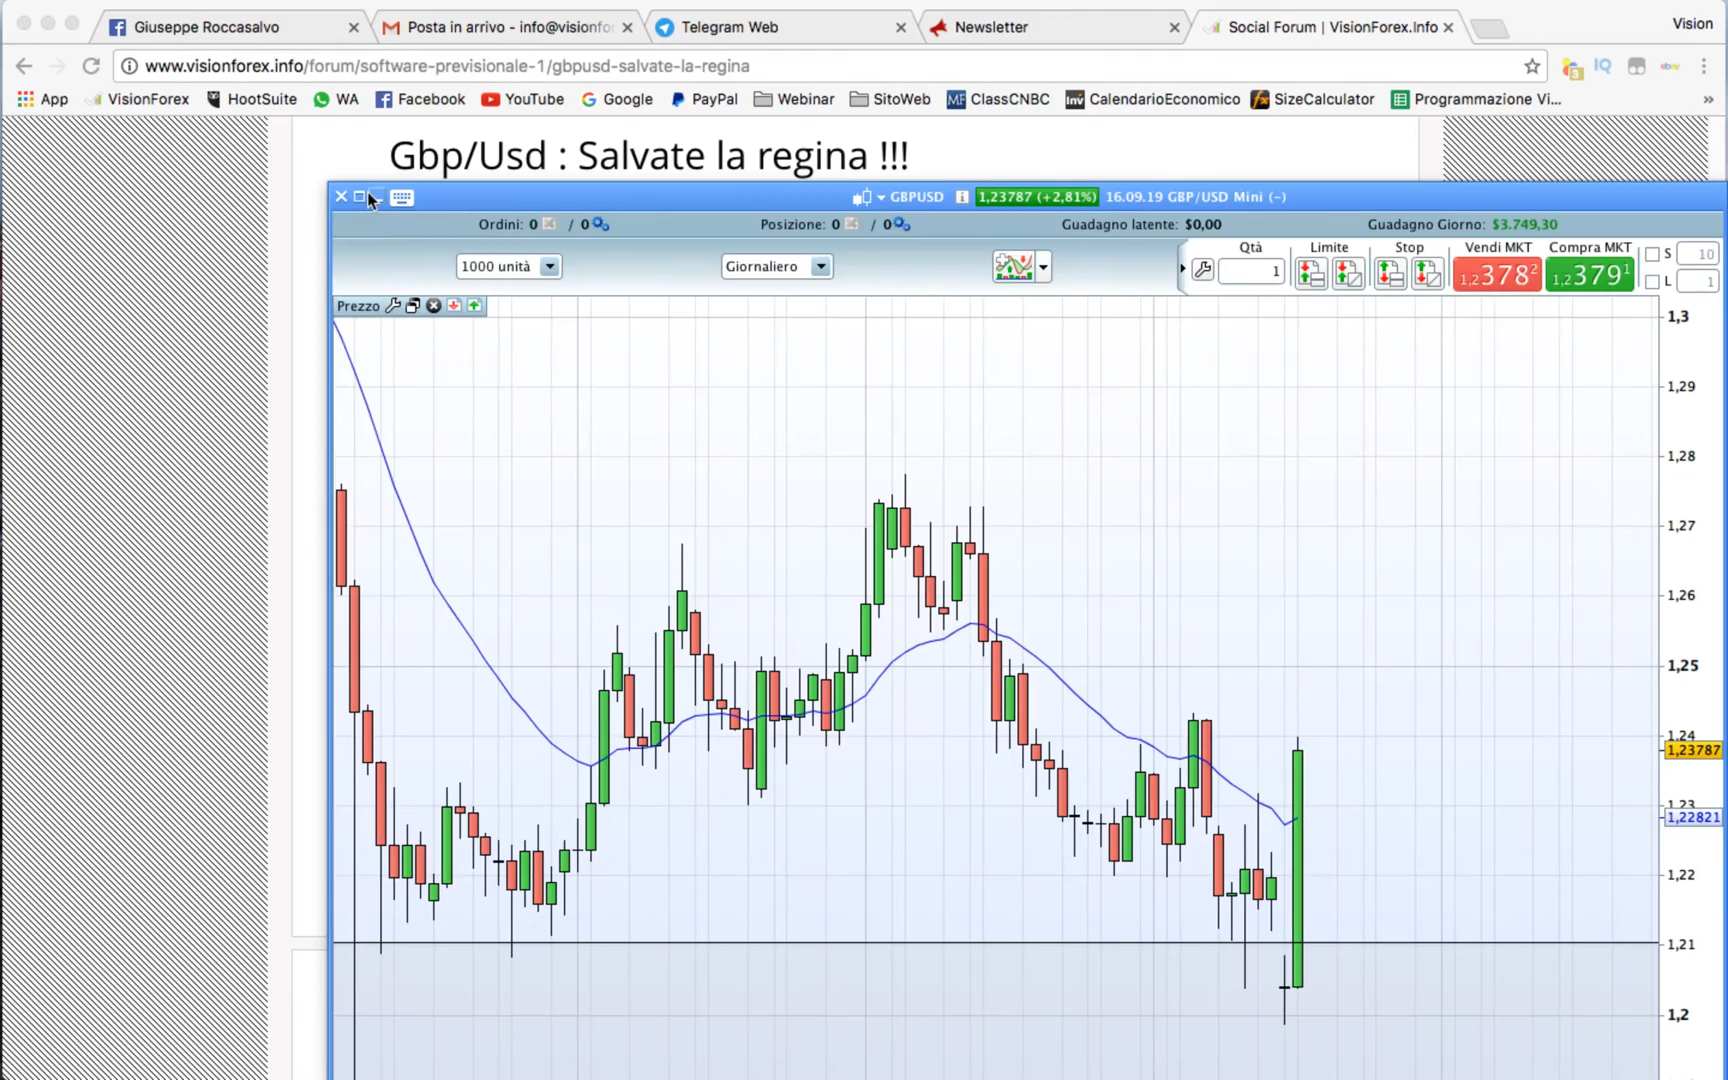 Giuseppe Roccasalvo
Posta in arrivo - info@visionfo
Telegram Web
Newsletter
Social Forum | VisionForex.Info
Vision
www.visionforex.info/forum/software-previsionale-1/gbpusd-salvate-la-regina
3
IQ
ebay
App
VisionForex
HootSuite
WA
Facebook
YouTube
Google
PayPal
Webinar
SitoWeb
MF ClassCNBC
Inv CalendarioEconomico
SizeCalculator
Programmazione Vi...
»
Gbp/Usd : Salvate la regina !!!
GBPUSD
1,23787 (+2,81%)
16.09.19 GBP/USD Mini (-)
Ordini: 0 / 0
Posizione: 0 / 0
Guadagno latente: $0,00
Guadagno Giorno: $3.749,30
1000 unità
Giornaliero
Qtà
1
Limite
Stop
Vendi MKT
1,23782
Compra MKT
1,23791
S 10
L 1
Prezzo
1,3
1,29
1,28
1,27
1,26
1,25
1,24
1,23787
1,23
1,22821
1,22
1,21
1,2